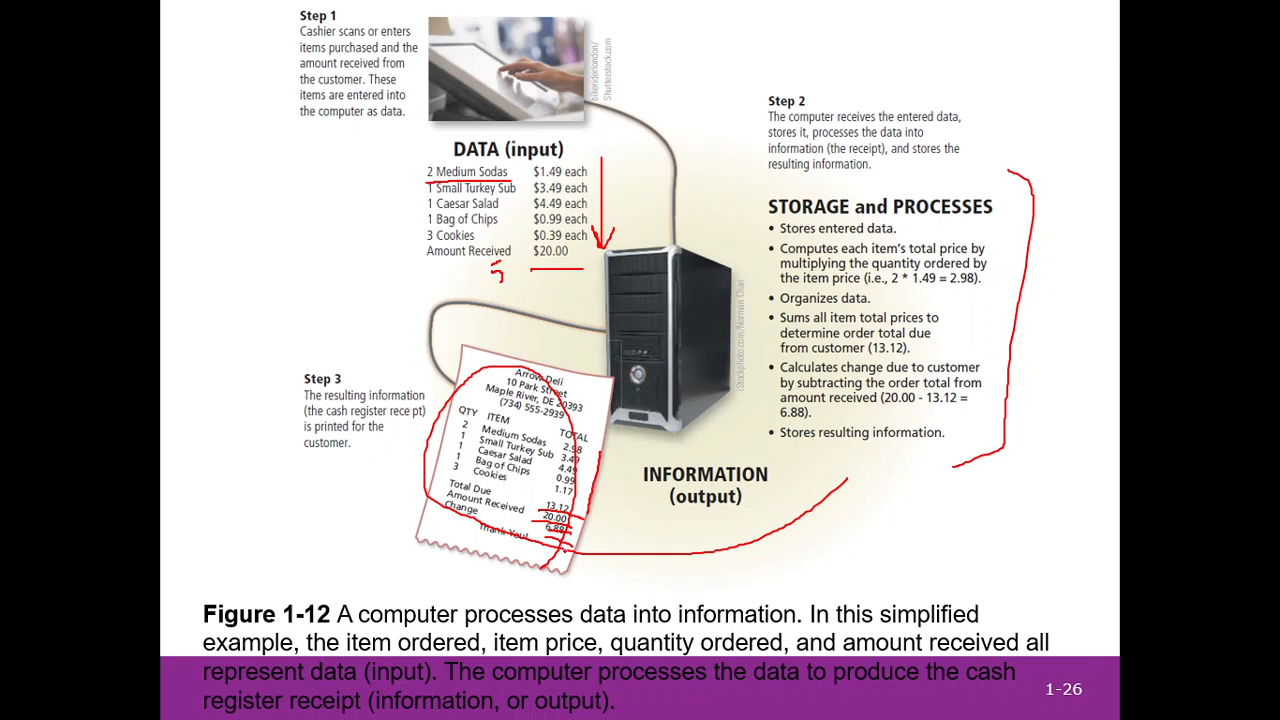 Step 1
Cashier scans or enters
items purchased and the
amount received from
the customer. These
items are entered into
the computer as data.
bikeriderlondon/
Shutterstock.com
DATA (input)
2 Medium Sodas $1.49 each
1 Small Turkey Sub $3.49 each
1 Caesar Salad $4.49 each
1 Bag of Chips $0.99 each
3 Cookies $0.39 each
Amount Received $20.00
Step 2
The computer receives the entered data,
stores it, processes the data into
information (the receipt), and stores the
resulting information.
STORAGE and PROCESSES
• Stores entered data.
• Computes each item's total price by
multiplying the quantity ordered by
the item price (i.e., 2 * 1.49 = 2.98).
• Organizes data.
• Sums all item total prices to
determine order total due
from customer (13.12).
• Calculates change due to customer
by subtracting the order total from
amount received (20.00 - 13.12 =
6.88).
• Stores resulting information.
iStockphoto.com/Norman Chan
Step 3
The resulting information
(the cash register rece pt)
is printed for the
customer.
Arrow Deli
10 Park Street
Maple River, DE 20393
(734) 555-2939
QTY ITEM TOTAL
2 Medium Sodas 2.98
1 Small Turkey Sub 3.49
1 Caesar Salad 4.49
1 Bag of Chips 0.99
3 Cookies 1.17
Total Due 13.12
Amount Received 20.00
Change 6.88
Thank You!
INFORMATION
(output)
Figure 1-12 A computer processes data into information. In this simplified
example, the item ordered, item price, quantity ordered, and amount received all
represent data (input). The computer processes the data to produce the cash
register receipt (information, or output).
1-26